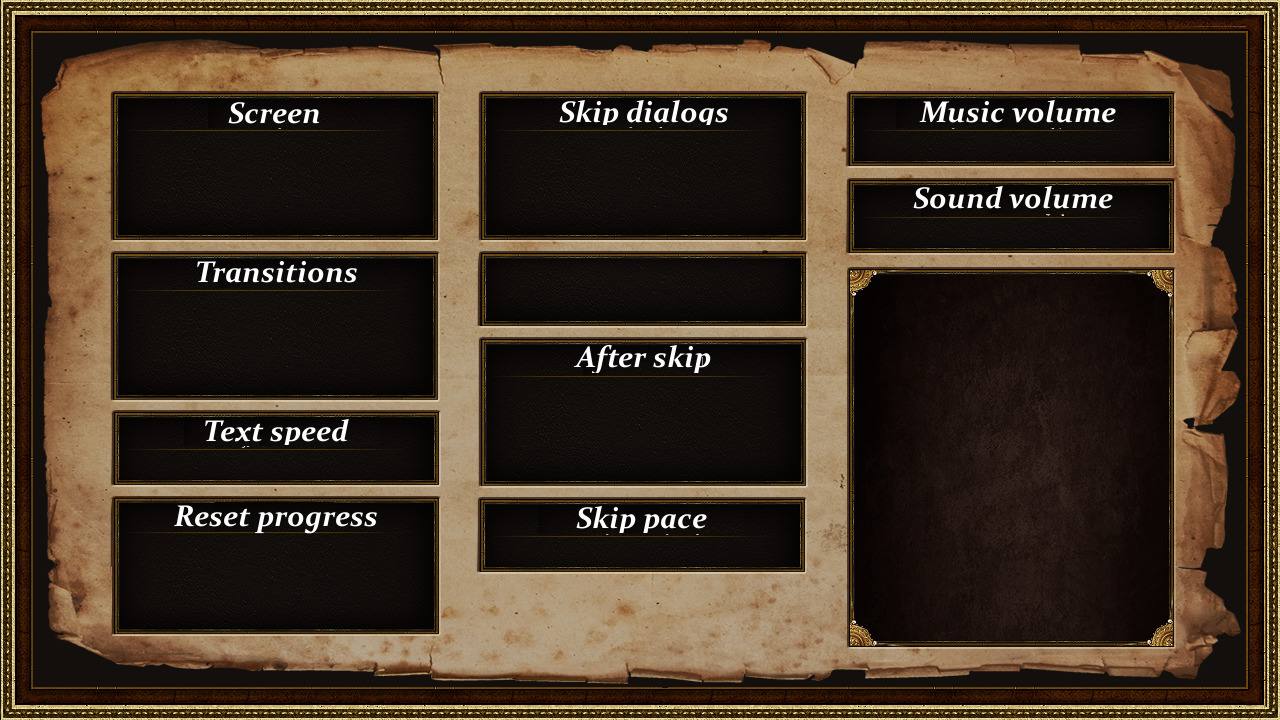 Screen
Transitions
Text speed
Reset progress
Skip dialogs
After skip
Skip pace
Music volume
Sound volume